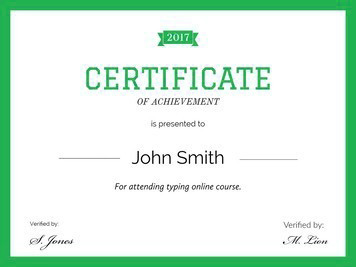 2017
CERTIFICATE
OF ACHIEVEMENT
is presented to
John Smith
For attending typing online course.
Verified by:
S. Jones
Verified by:
M. Lion